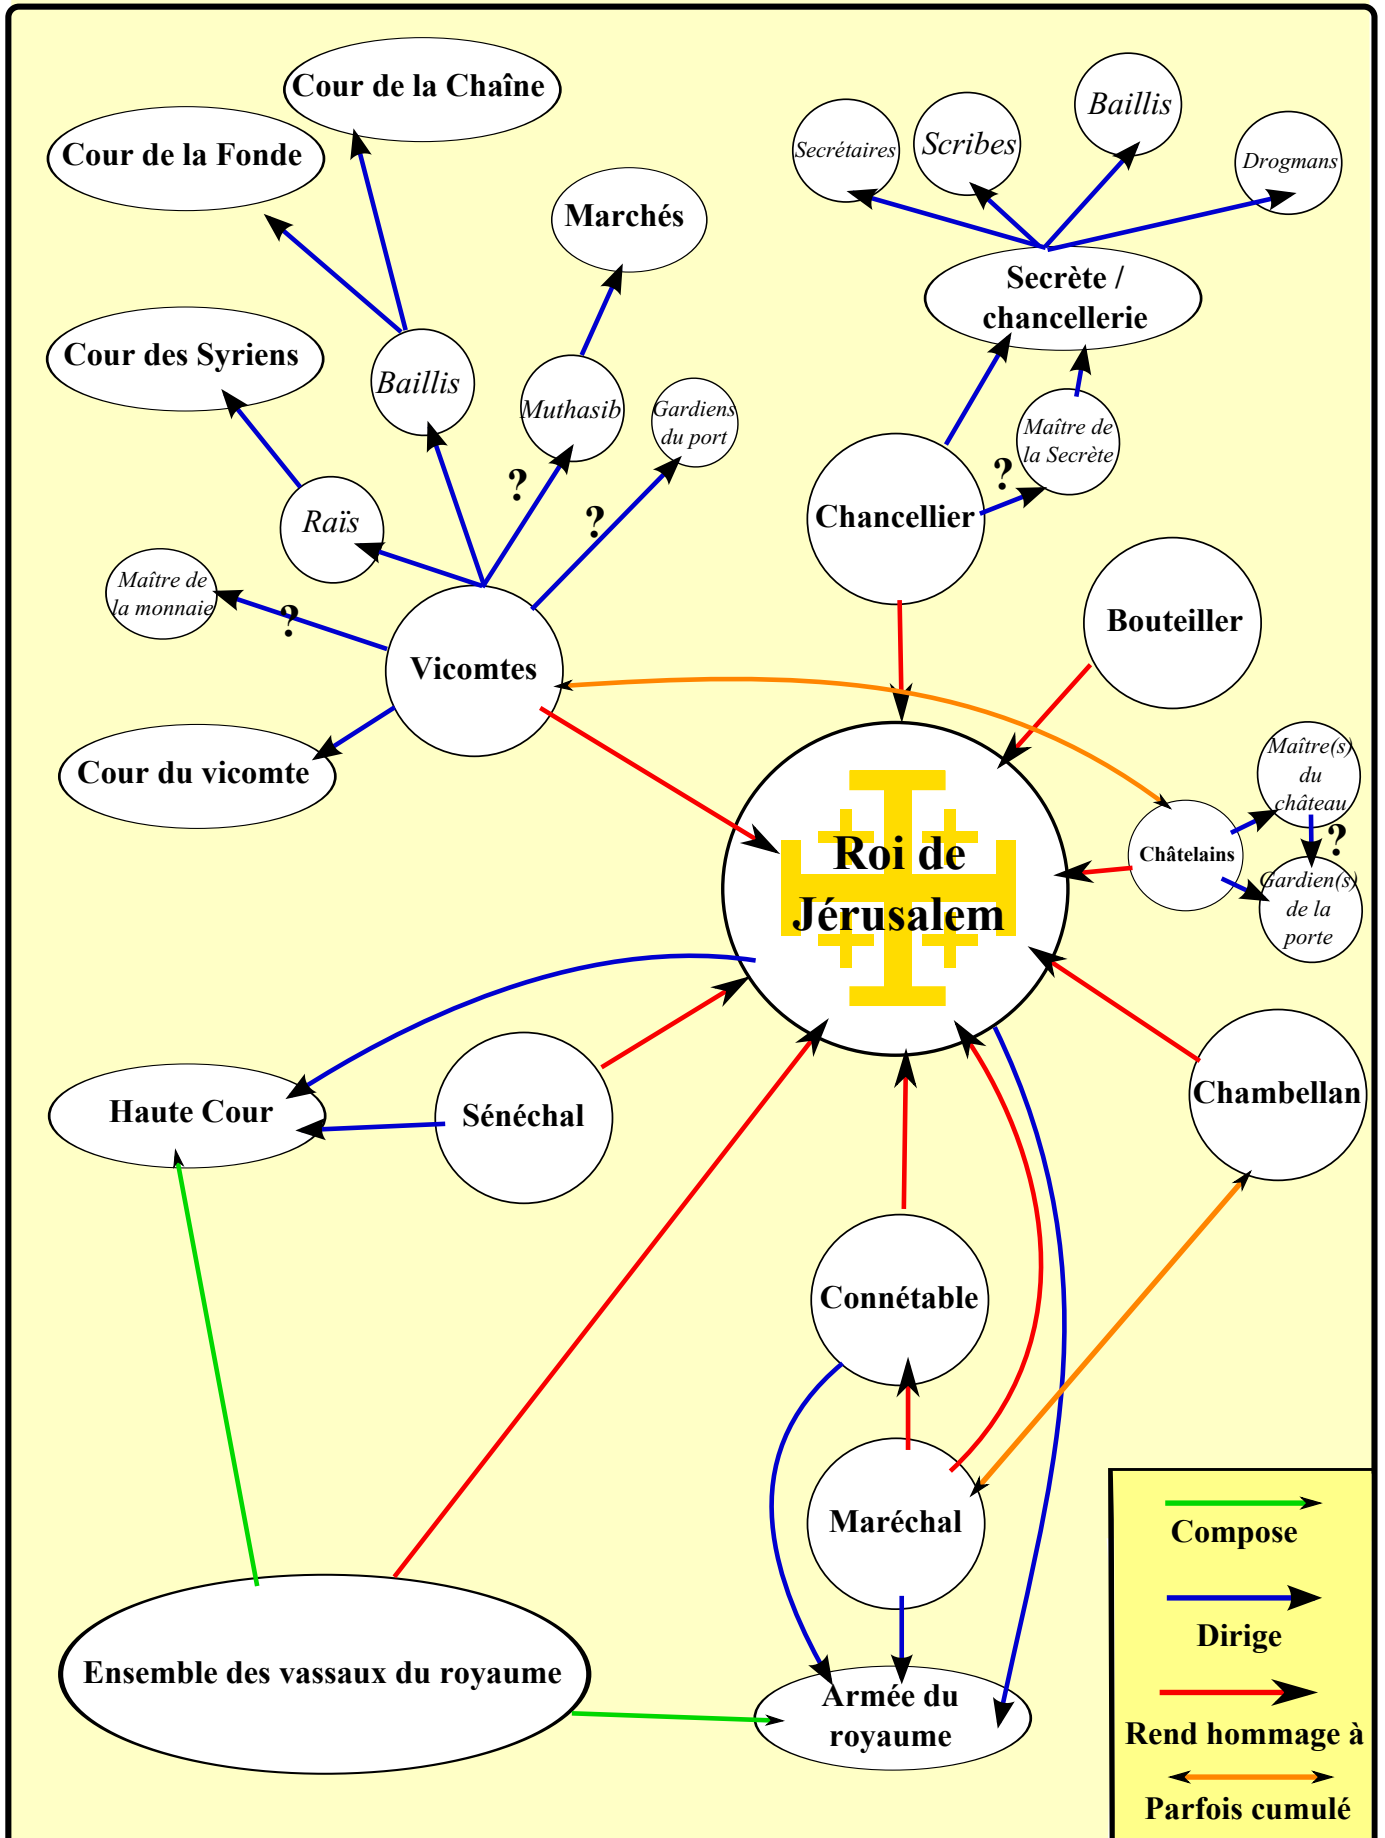 Cour de la Chaîne
Cour de la Fonde
Marchés
Cour des Syriens
Baillis
Muthasib
Gardiens
du port
?
?
Raïs
Maître de
la monnaie
?
Vicomtes
Cour du vicomte
Secrétaires
Scribes
Baillis
Drogmans
Secrète /
chancellerie
Maître de
la Secrète
?
Chancellier
Bouteiller
Maître(s)
du
château
?
Châtelains
Gardien(s)
de la
porte
Roi de
Jérusalem
Haute Cour
Sénéchal
Chambellan
Connétable
Maréchal
Ensemble des vassaux du royaume
Armée du
royaume
Compose
Dirige
Rend hommage à
Parfois cumulé